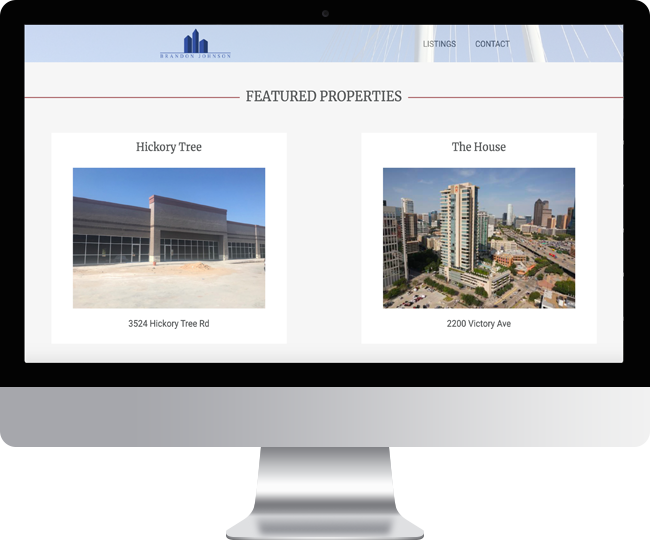 BRANDON JOHNSON
LISTINGS
CONTACT
FEATURED PROPERTIES
Hickory Tree
The House
3524 Hickory Tree Rd
2200 Victory Ave